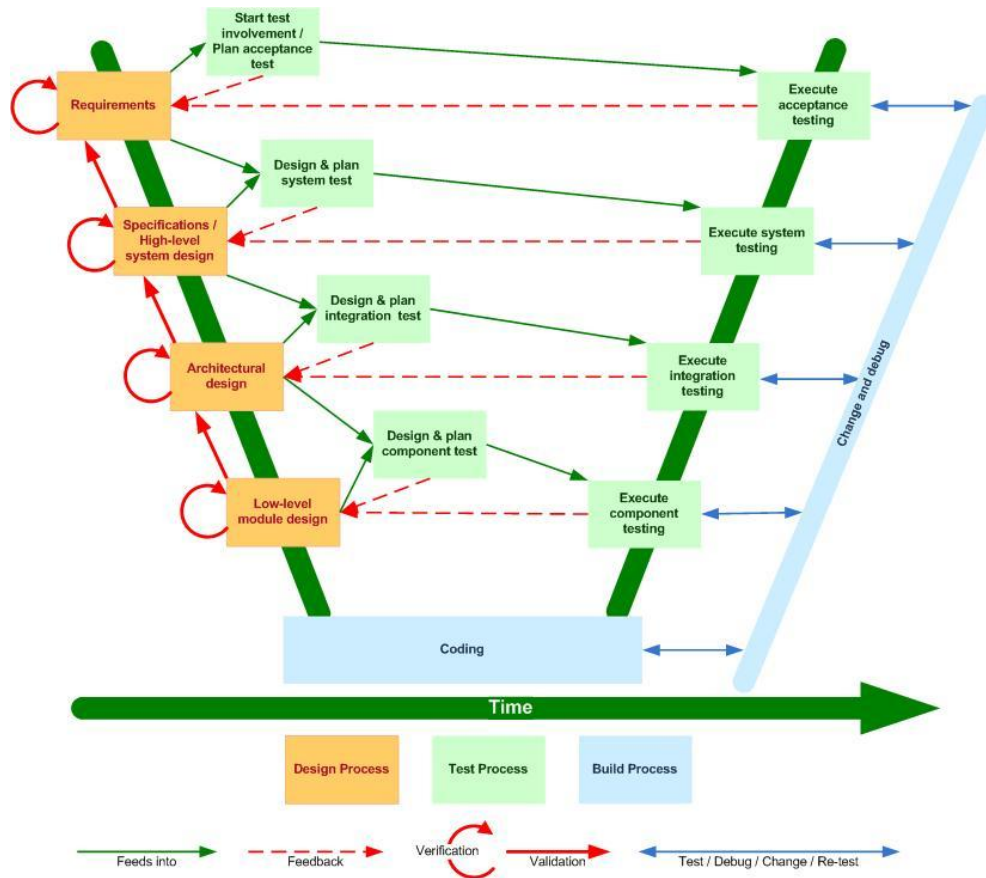 Start test
involvement /
Plan acceptance
test
Requirements
Execute
acceptance
testing
Design & plan
system test
Specifications /
High-level
system design
Execute system
testing
Design & plan
integration test
Architectural
design
Execute
integration
testing
Change and debug
Design & plan
component test
Low-level
module design
Execute
component
testing
Coding
Time
Design Process
Test Process
Build Process
Feeds into
Feedback
Verification
Validation
Test / Debug / Change / Re-test